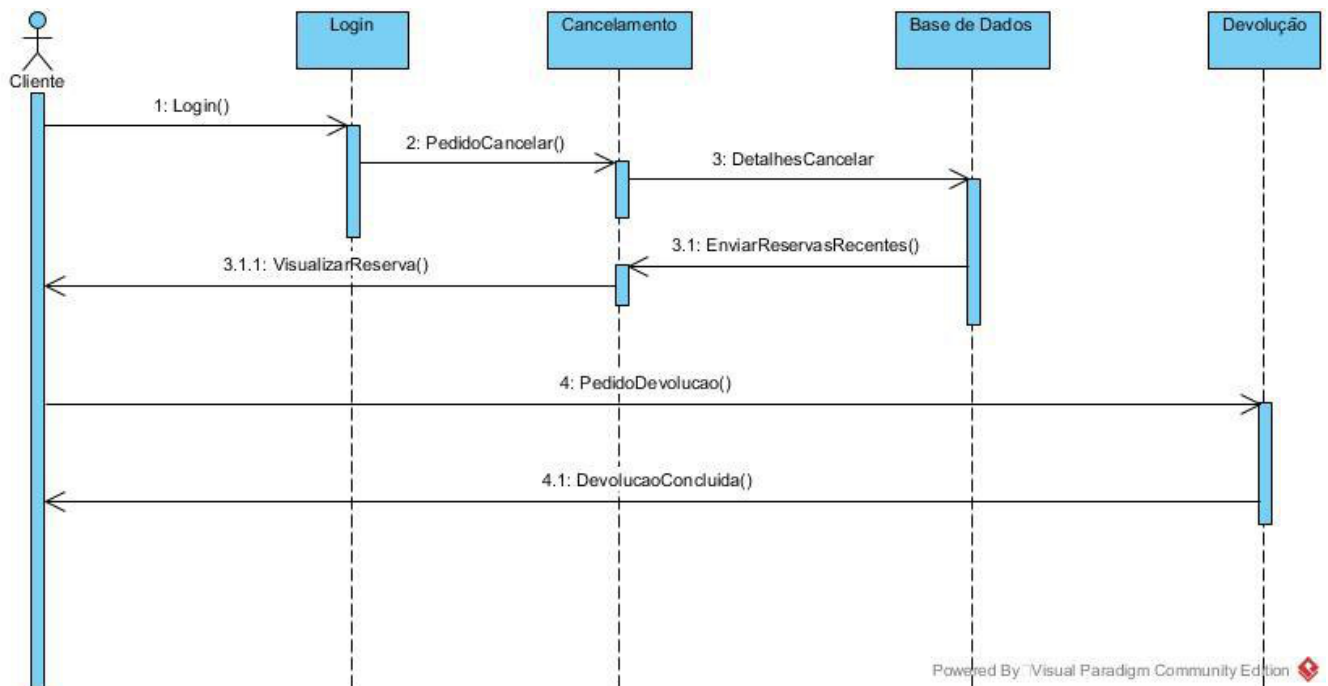 Login
Cancelamento
Base de Dados
Devolução
Cliente
1: Login()
2: PedidoCancelar()
3: DetalhesCancelar
3.1: EnviarReservasRecentes()
3.1.1: VisualizarReserva()
4: PedidoDevolucao()
4.1: DevolucaoConcluida()
Powered By Visual Paradigm Community Edition